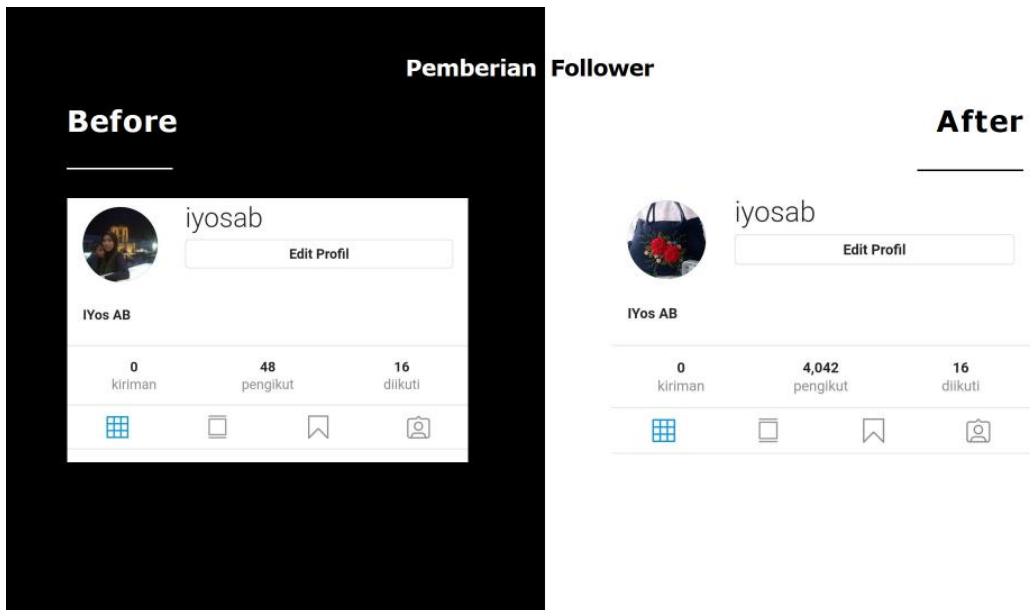 Pemberian Follower
Before
iyosab
Edit Profil
IYos AB
0 48 16
kiriman pengikut diikuti
After
iyosab
Edit Profil
IYos AB
0 4,042 16
kiriman pengikut diikuti